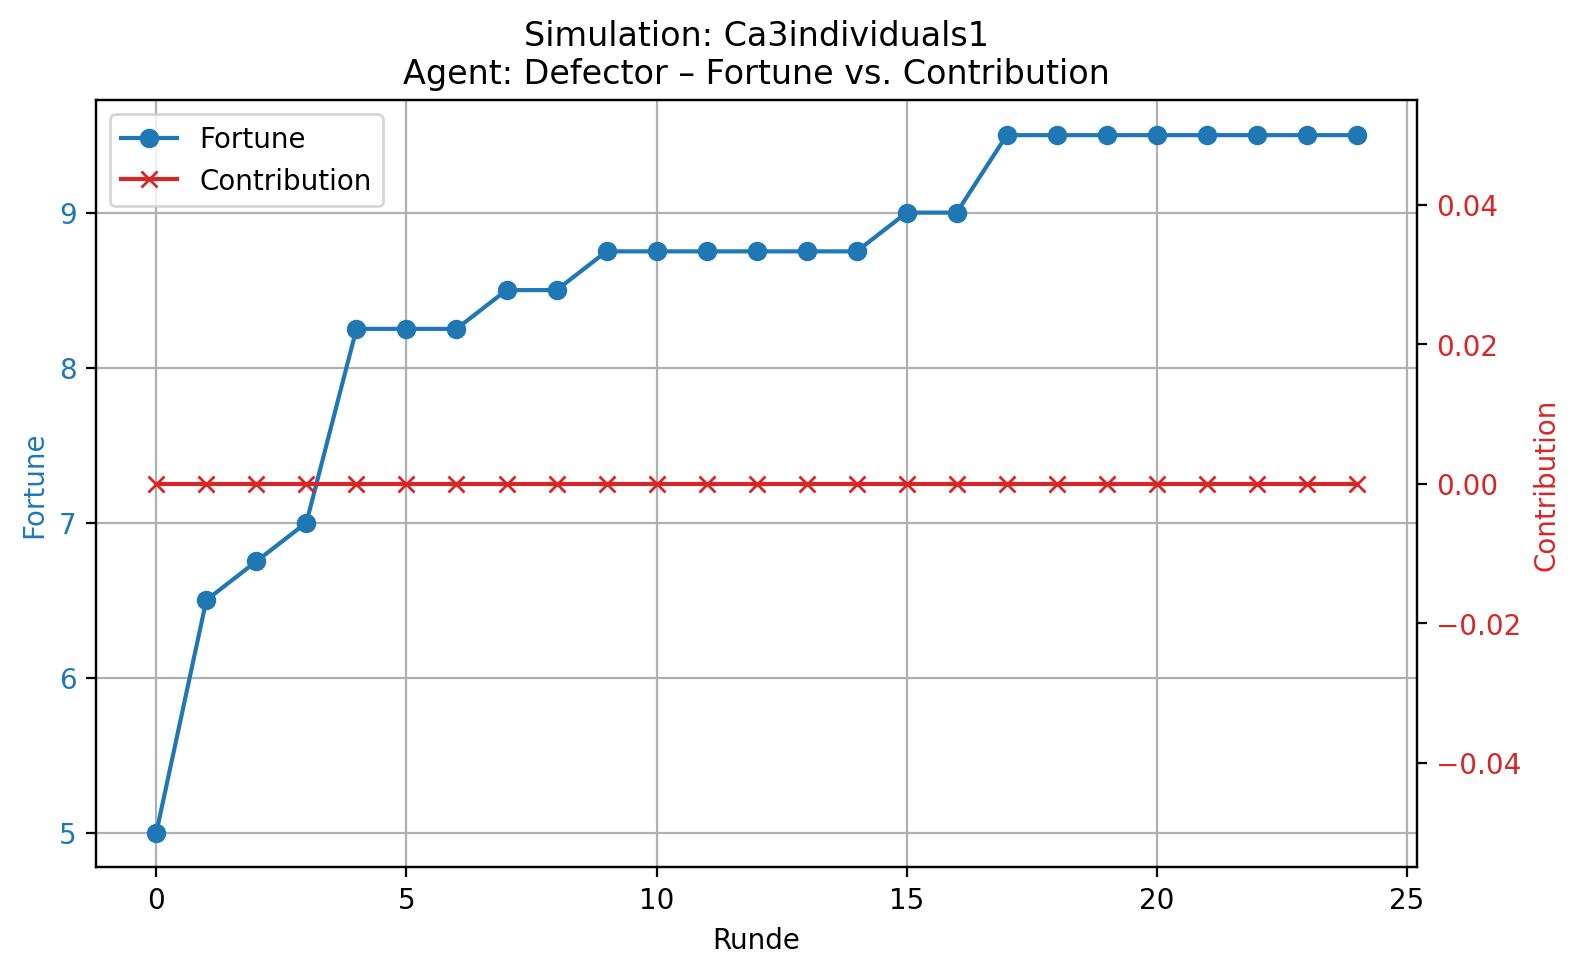 Simulation: Ca3individuals1
Agent: Defector – Fortune vs. Contribution
Fortune
Contribution
9
8
7
6
5
Fortune
0.04
0.02
0.00
−0.02
−0.04
Contribution
0 5 10 15 20 25
Runde